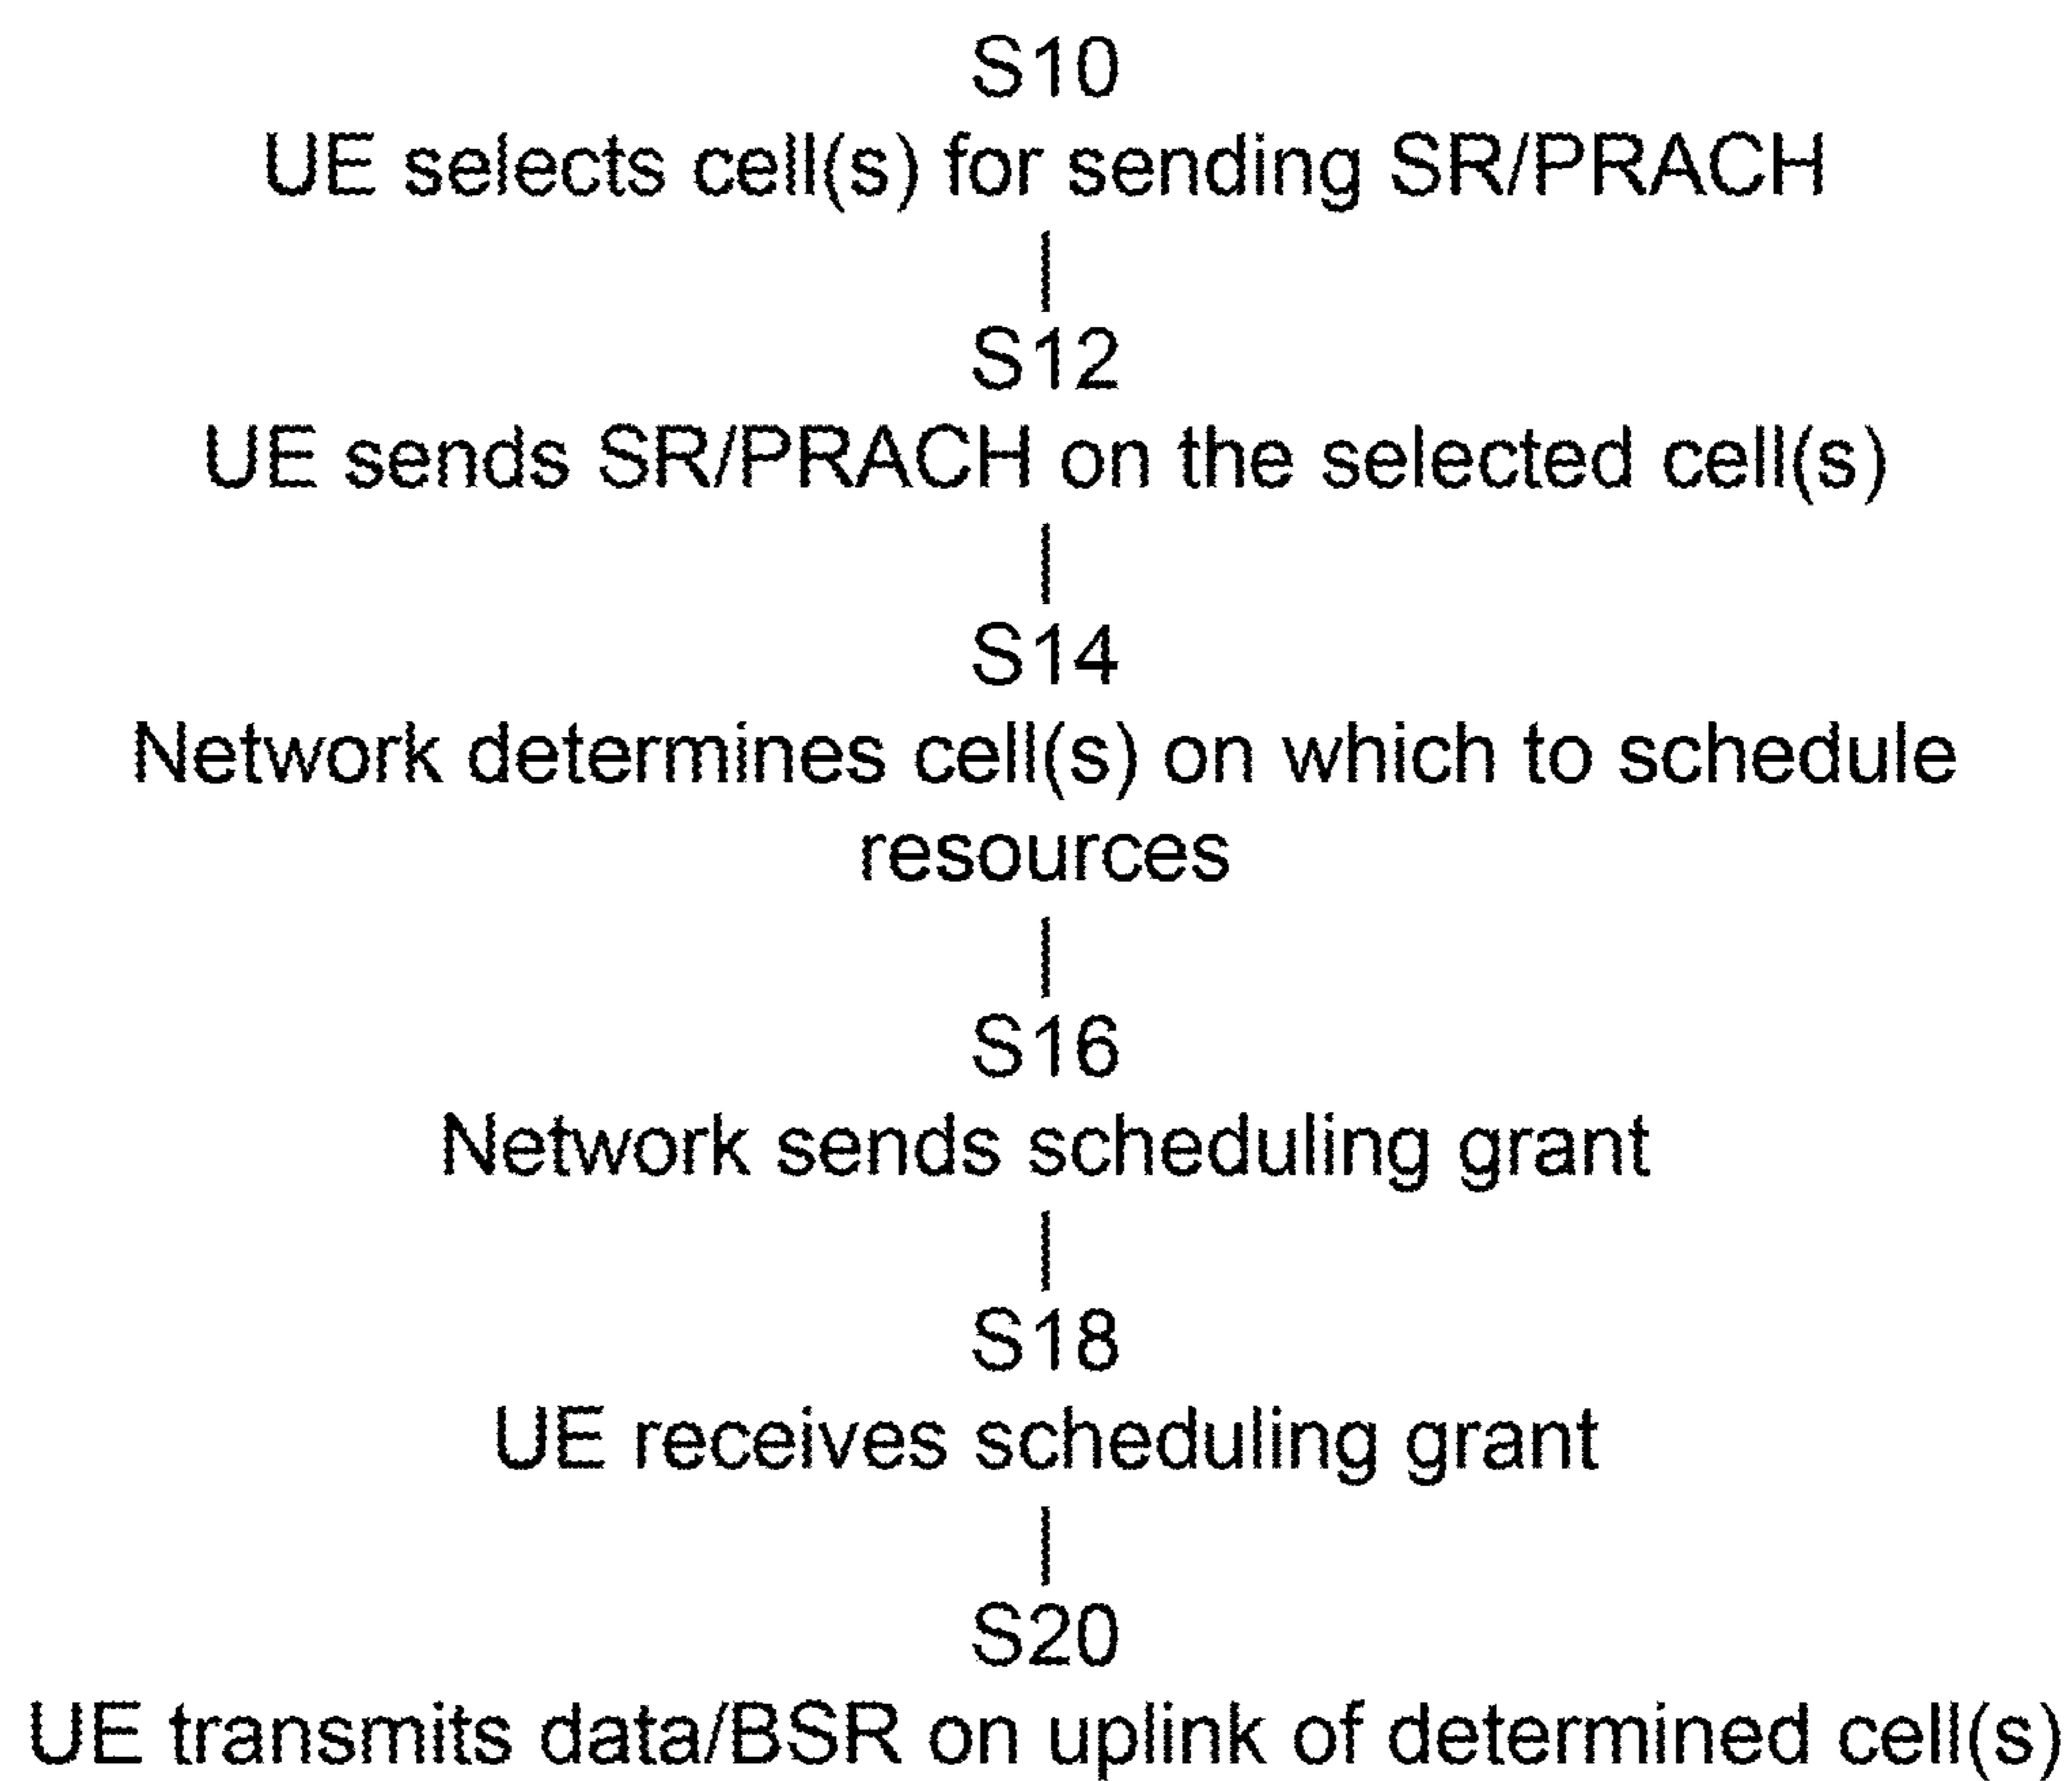 S10
UE selects cell(s) for sending SR/PRACH
S12
UE sends SR/PRACH on the selected cell(s)
S14
Network determines cell(s) on which to schedule
resources
S16
Network sends scheduling grant
S18
UE receives scheduling grant
S20
UE transmits data/BSR on uplink of determined cell(s)